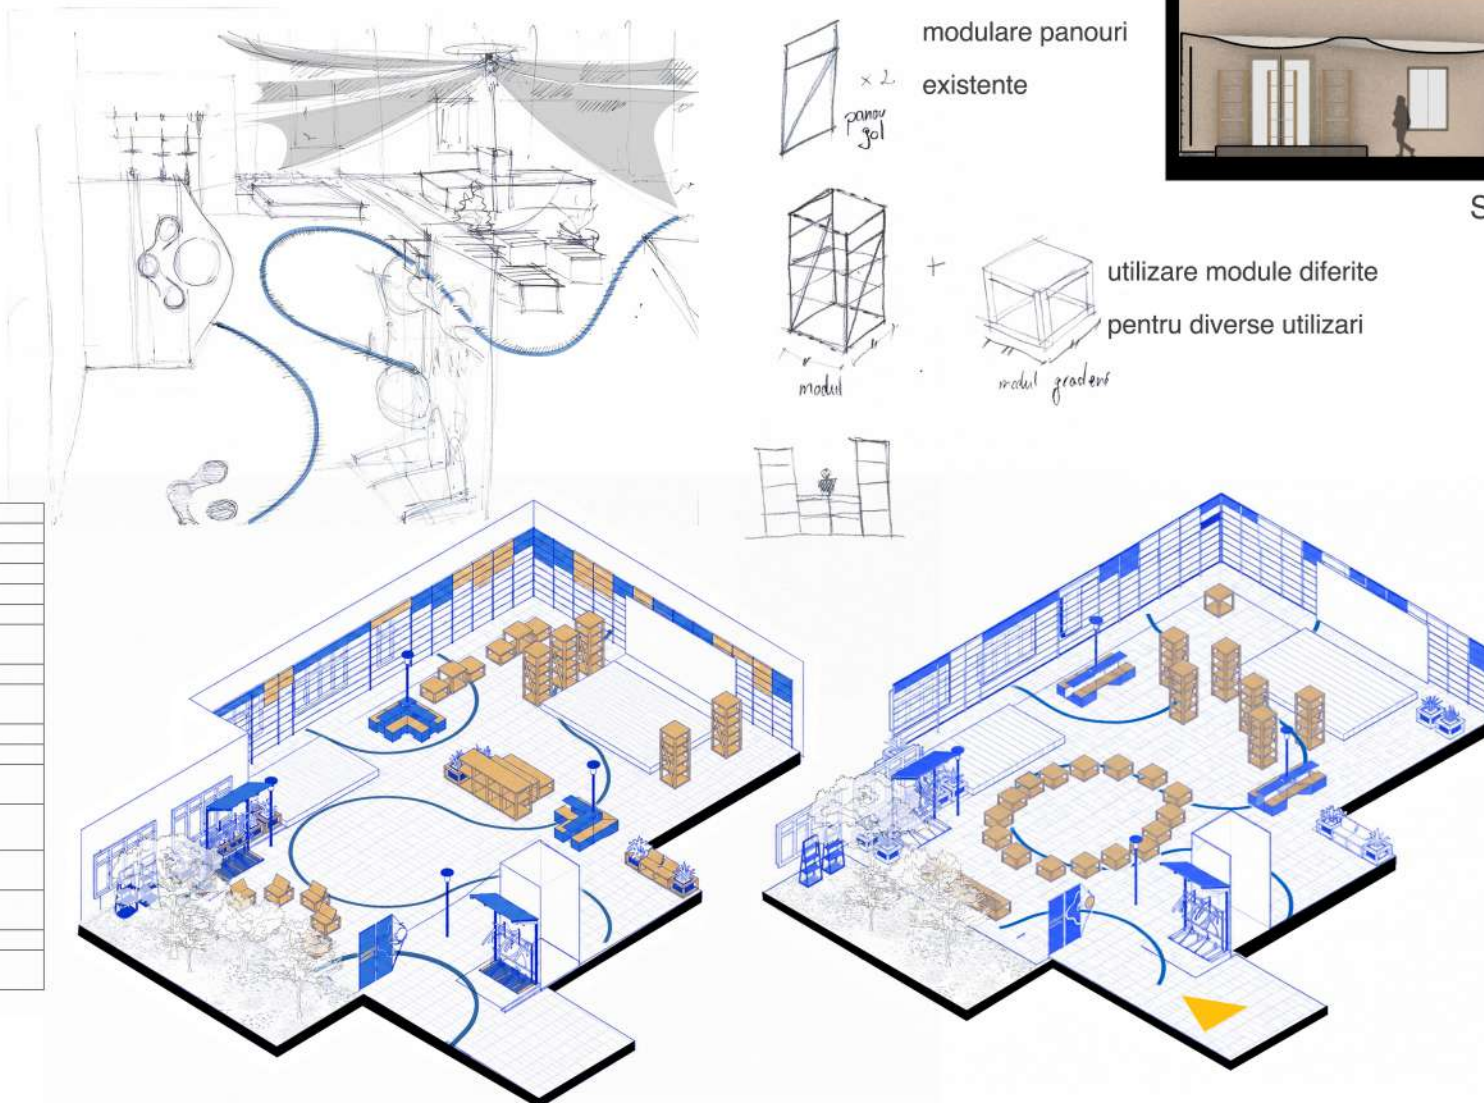 modulare panouri
existente
× 2
panou
gol
S
+
utilizare module diferite
pentru diverse utilizari
modul
modul gradene